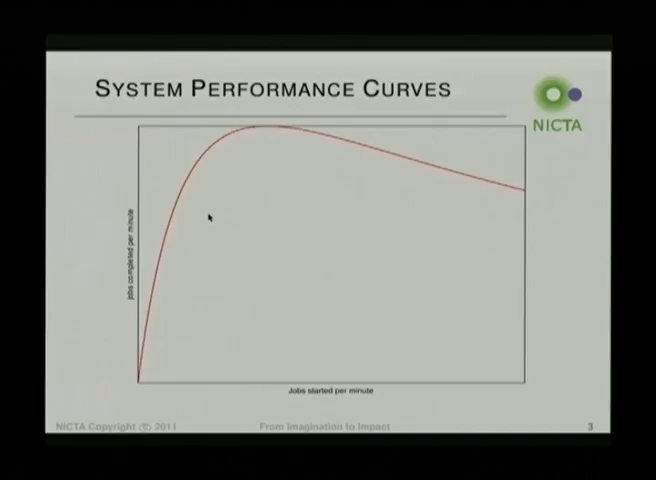 SYSTEM PERFORMANCE CURVES
NICTA
jobs completed per minute
Jobs started per minute
NICTA Copyright © 2011
From imagination to impact
3